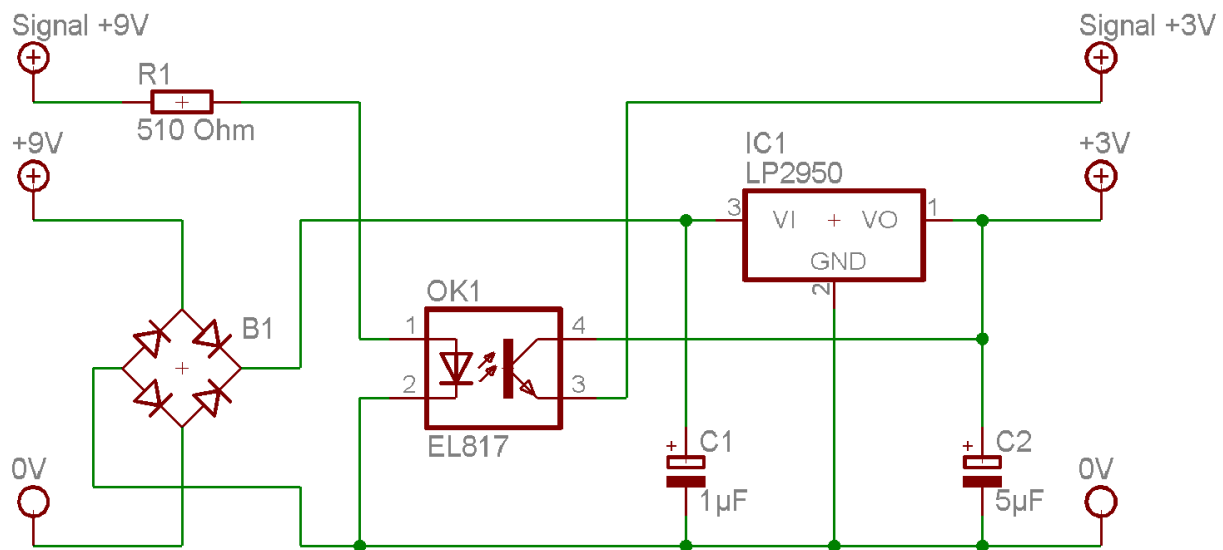 Signal +9V
Signal +3V
R1
510 Ohm
+9V
IC1
LP2950
+3V
3 VI VO 1
GND
2
OK1
B1
1 4
2 3
EL817
+ C1
1µF
+ C2
5µF
0V
0V